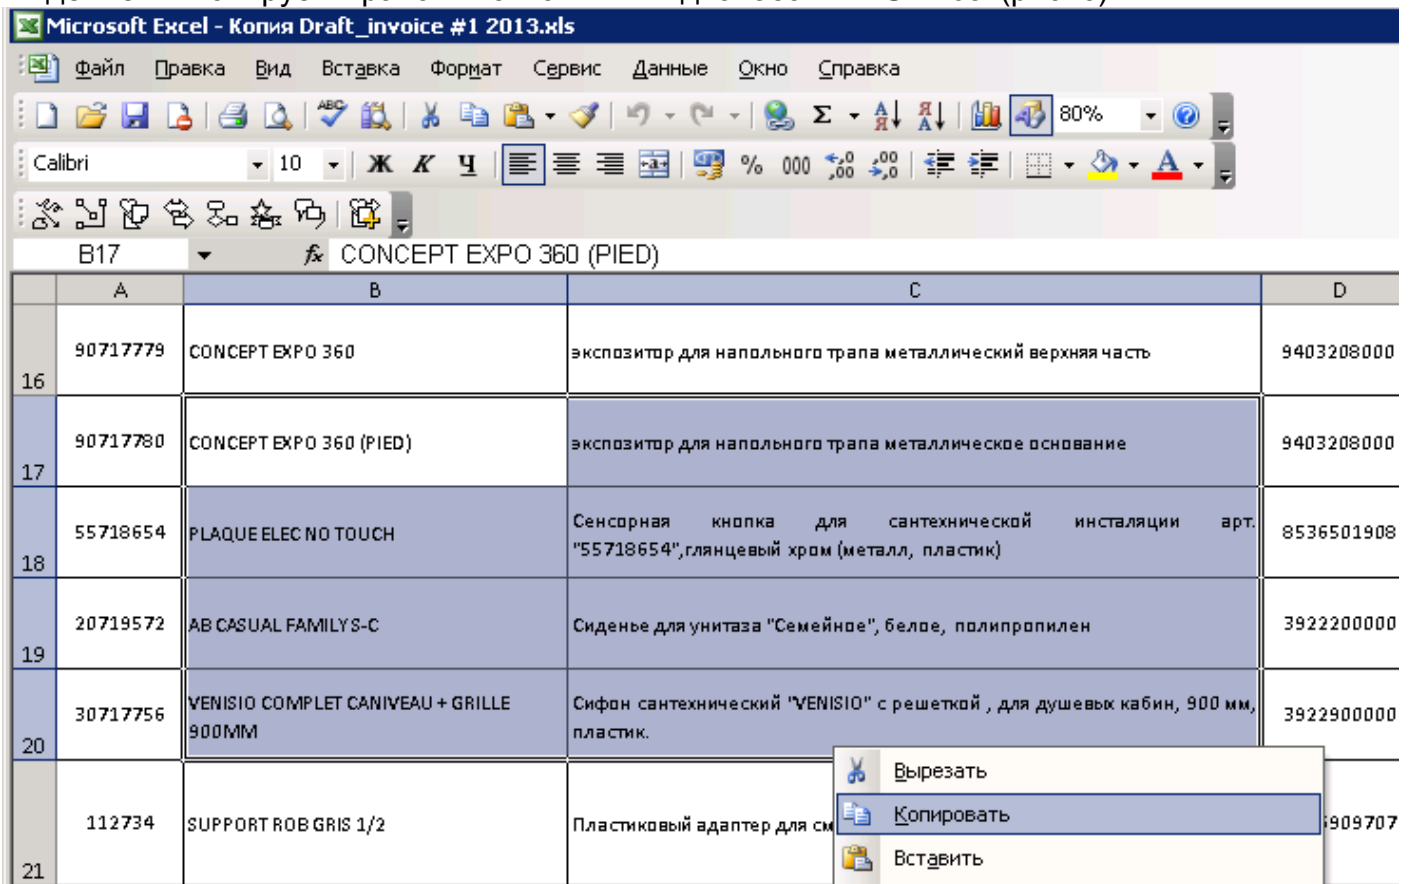 Microsoft Excel - Копия Draft_invoice #1 2013.xls
Файл Правка Вид Вставка Формат Сервис Данные Окно Справка
80%
Calibri 10 Ж К Ч % 000
B17 fx CONCEPT EXPO 360 (PIED)
A B C D
16 90717779 CONCEPT EXPO 360 экспозитор для напольного трапа металлический верхняя часть 9403208000
17 90717780 CONCEPT EXPO 360 (PIED) экспозитор для напольного трапа металлическое основание 9403208000
18 55718654 PLAQUE ELEC NO TOUCH Сенсорная кнопка для сантехнической инсталяции арт. 8536501908
"55718654",глянцевый хром (металл, пластик)
19 20719572 AB CASUAL FAMILY S-C Сиденье для унитаза "Семейное", белое, полипропилен 3922200000
20 30717756 VENISIO COMPLET CANIVEAU + GRILLE Сифон сантехнический "VENISIO" с решеткой , для душевых кабин, 900 мм, 3922900000
900MM пластик.
Вырезать
21 112734 SUPPORT ROB GRIS 1/2 Пластиковый адаптер для см Копировать 909707
Вставить